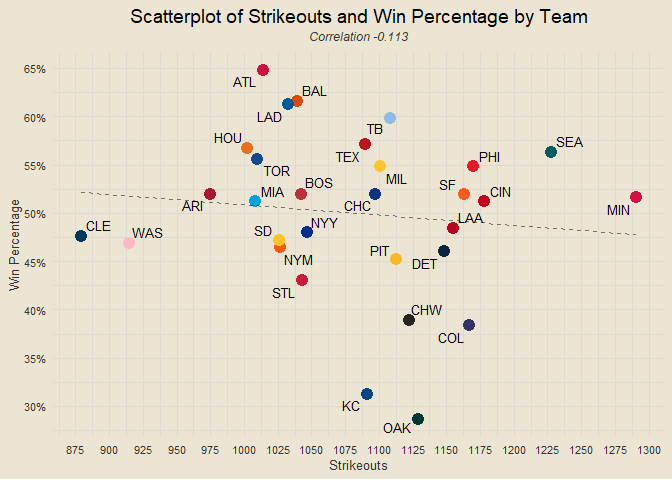 Scatterplot of Strikeouts and Win Percentage by Team
Correlation -0.113
65%
60%
55%
50%
45%
40%
35%
30%
Win Percentage
ATL
BAL
LAD
TB
HOU
TEX
SEA
TOR
MIL
PHI
ARI
MIA
BOS
CHC
SF
CIN
MIN
CLE
WAS
SD
NYY
LAA
NYM
PIT
DET
STL
CHW
COL
KC
OAK
875 900 925 950 975 1000 1025 1050 1075 1100 1125 1150 1175 1200 1225 1250 1275 1300
Strikeouts